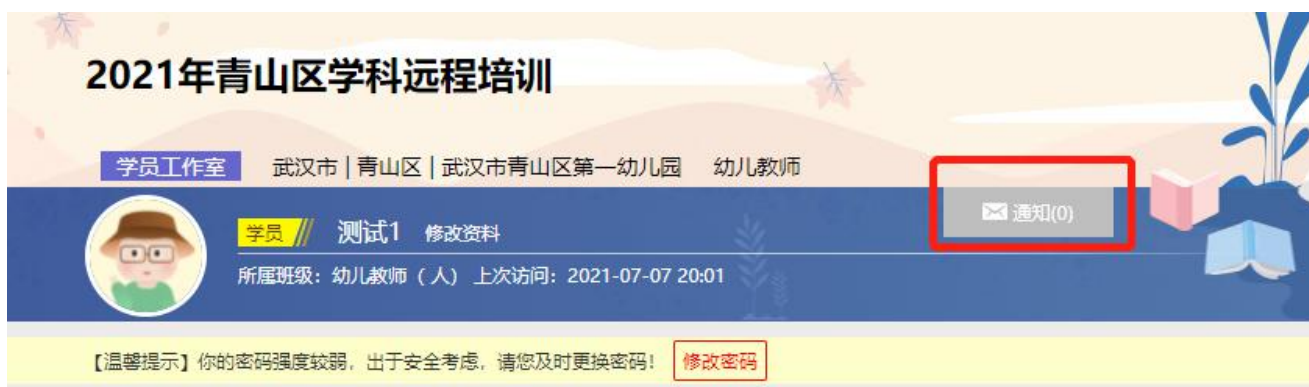 2021年青山区学科远程培训
学员工作室 武汉市 | 青山区 | 武汉市青山区第一幼儿园 幼儿教师
通知(0)
学员 测试1 修改资料
所属班级：幼儿教师（ 人） 上次访问：2021-07-07 20:01
【温馨提示】你的密码强度较弱，出于安全考虑，请您及时更换密码！ 修改密码